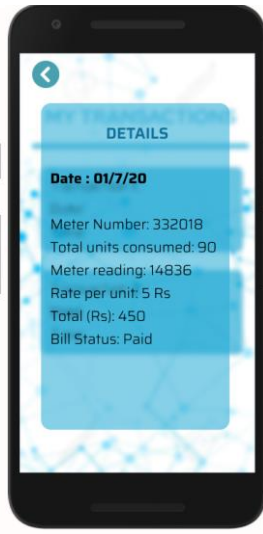 MY TRANSACTIONS
DETAILS
Date : 01/7/20
Meter Number: 332018
Total units consumed: 90
Meter reading: 14836
Rate per unit: 5 Rs
Total (Rs): 450
Bill Status: Paid